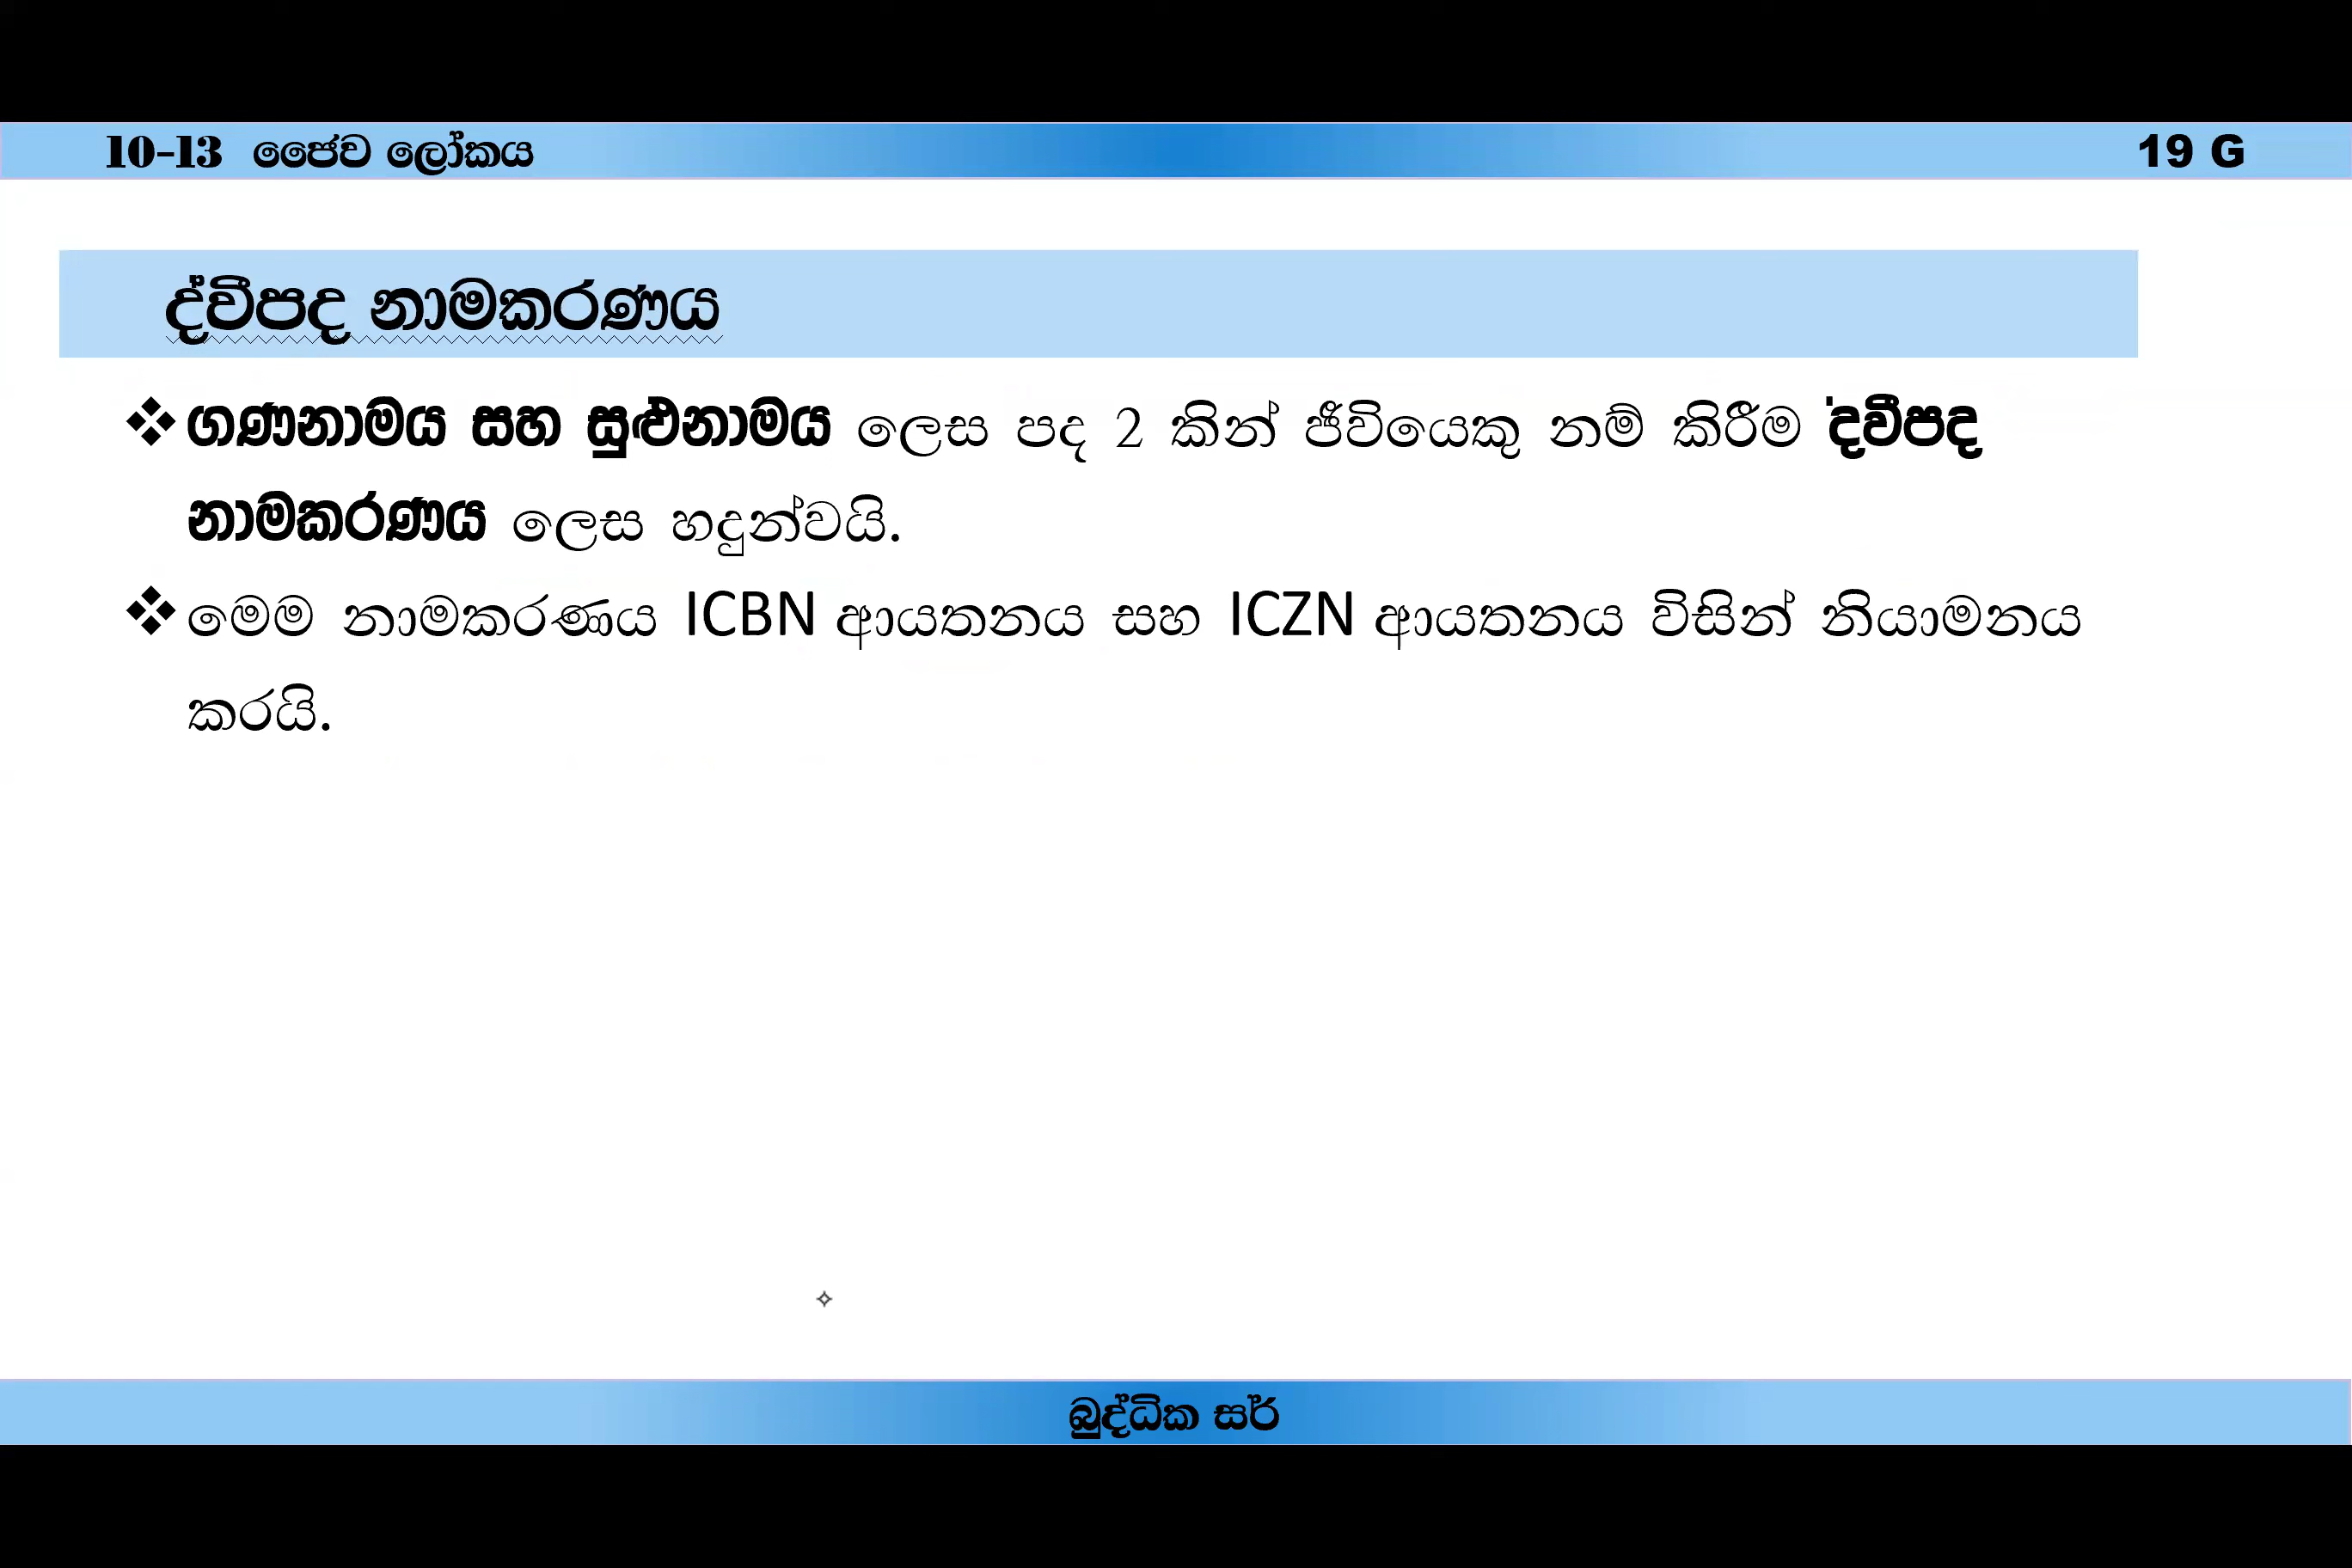 10-13 ජෛව ලෝකය
19 G
ද්විපද නාමකරණය
❖ගණනාමය සහ සුළුනාමය ලෙස පද 2 කින් ජීවියෙකු නම් කිරීම ද්වීපද
නාමකරණය ලෙස හදුන්වයි.
❖මෙම නාමකරණය ICBN ආයතනය සහ ICZN ආයතනය විසින් නියාමනය
කරයි.
බුද්ධික සර්